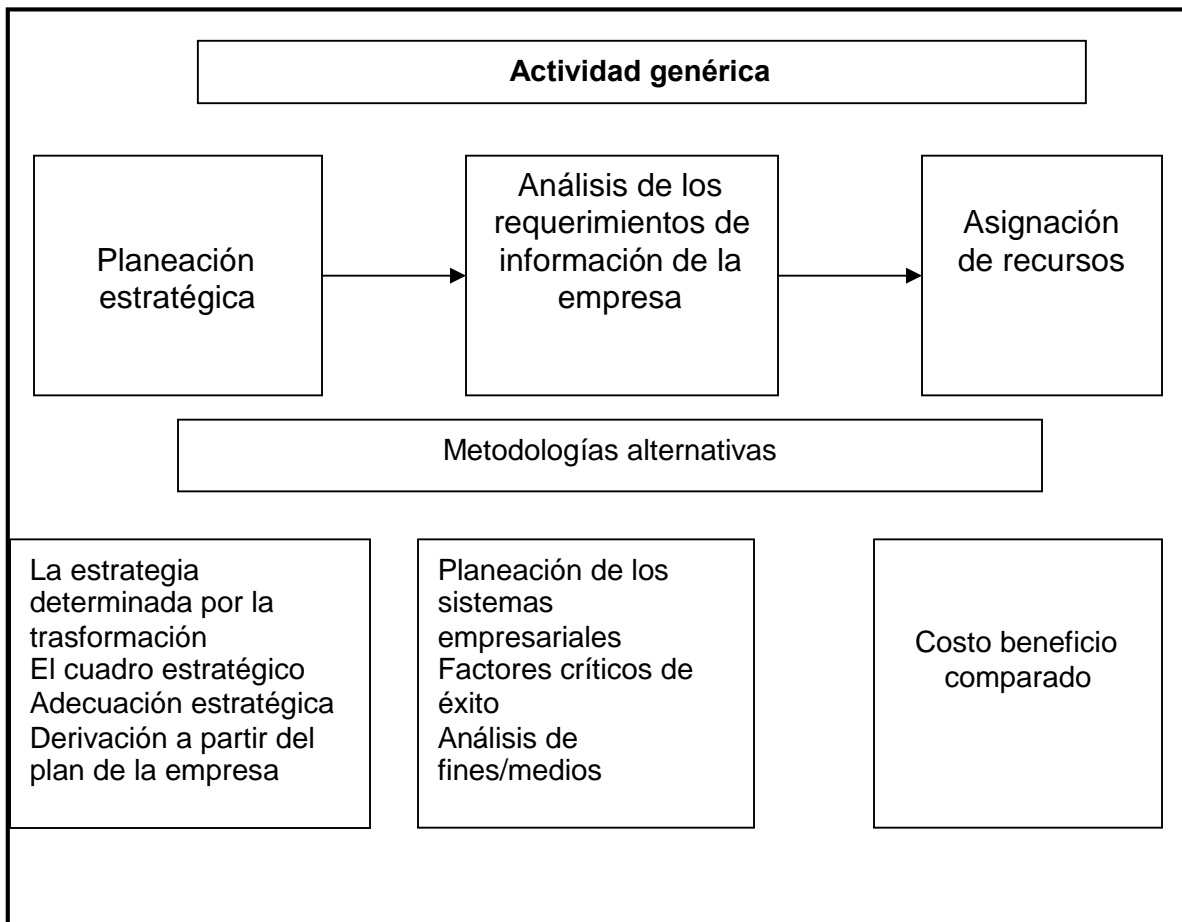 Actividad genérica
Planeación
estratégica
Análisis de los
requerimientos de
información de la
empresa
Asignación
de recursos
Metodologías alternativas
La estrategia
determinada por la
trasformación
El cuadro estratégico
Adecuación estratégica
Derivación a partir del
plan de la empresa
Planeación de los
sistemas
empresariales
Factores críticos de
éxito
Análisis de
fines/medios
Costo beneficio
comparado